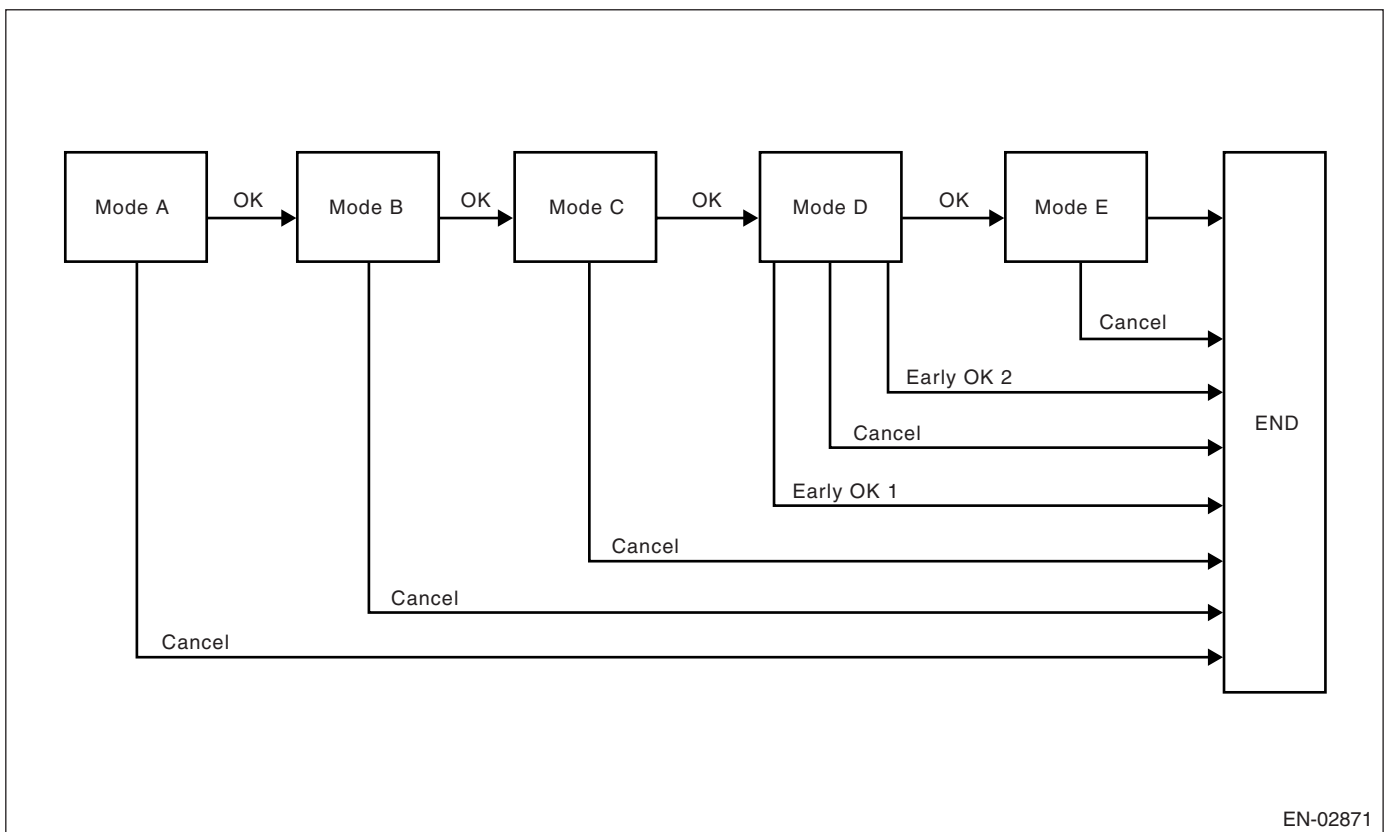 Mode A
OK
Mode B
OK
Mode C
OK
Mode D
OK
Mode E
Cancel
Early OK 2
END
Cancel
Early OK 1
Cancel
Cancel
Cancel
EN-02871